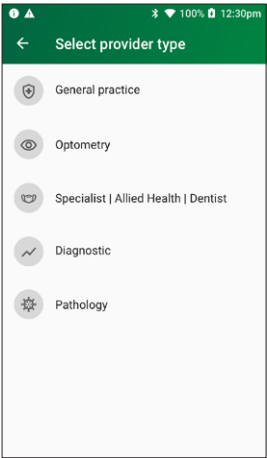 100% 12:30pm
Select provider type
General practice
Optometry
Specialist | Allied Health | Dentist
Diagnostic
Pathology